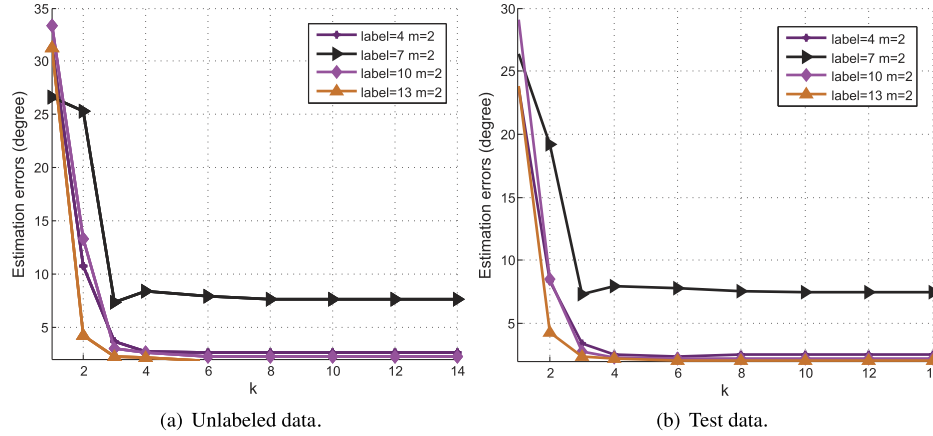 35
30
25
20
15
10
5
2
4
6
8
10
12
14
Estimation errors (degree)
k
label=4 m=2
label=7 m=2
label=10 m=2
label=13 m=2
(a) Unlabeled data.
30
25
20
15
10
5
2
4
6
8
10
12
Estimation errors (degree)
k
label=4 m=2
label=7 m=2
label=10 m=2
label=13 m=2
(b) Test data.